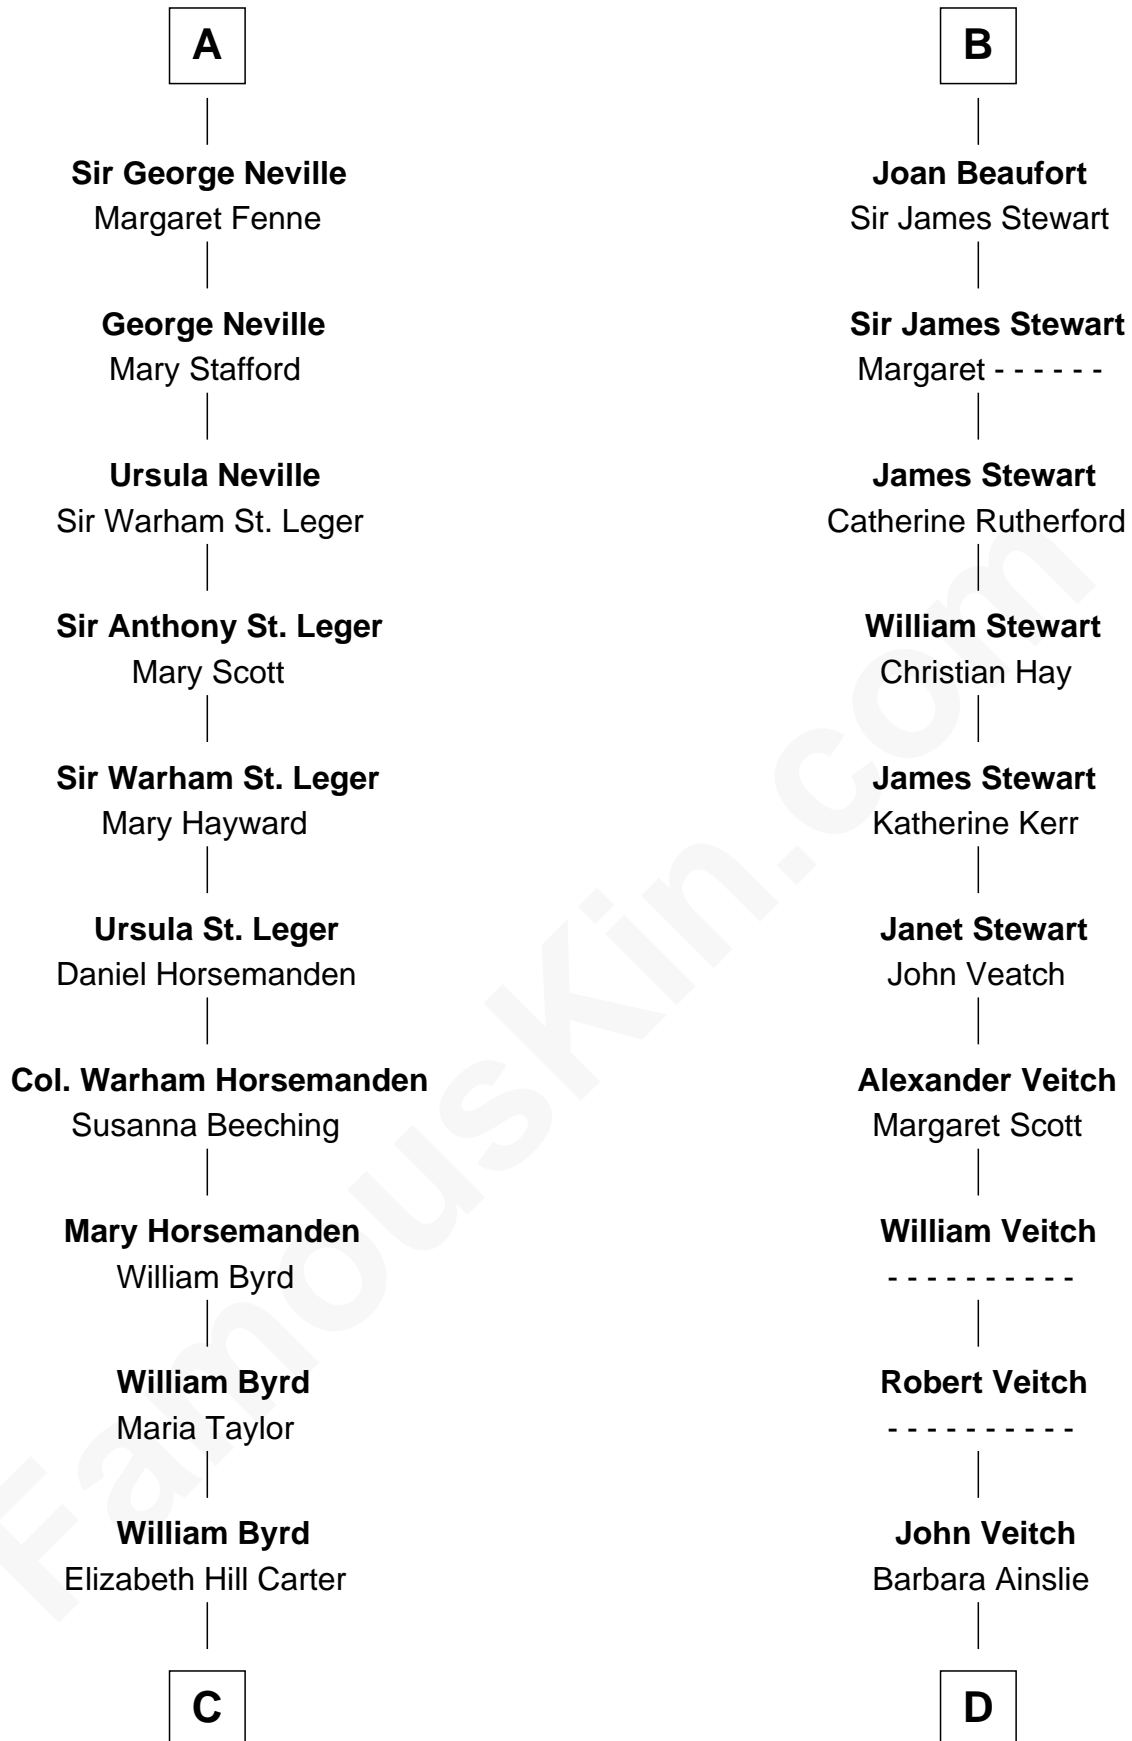 A
Sir George Neville
Margaret Fenne
George Neville
Mary Stafford
Ursula Neville
Sir Warham St. Leger
Sir Anthony St. Leger
Mary Scott
Sir Warham St. Leger
Mary Hayward
Ursula St. Leger
Daniel Horsemanden
Col. Warham Horsemanden
Susanna Beeching
Mary Horsemanden
William Byrd
William Byrd
Maria Taylor
William Byrd
Elizabeth Hill Carter
C
B
Joan Beaufort
Sir James Stewart
Sir James Stewart
Margaret - - - - - -
James Stewart
Catherine Rutherford
William Stewart
Christian Hay
James Stewart
Katherine Kerr
Janet Stewart
John Veatch
Alexander Veitch
Margaret Scott
William Veitch
- - - - - - - - - -
Robert Veitch
- - - - - - - - - -
John Veitch
Barbara Ainslie
D
FamousKin.com